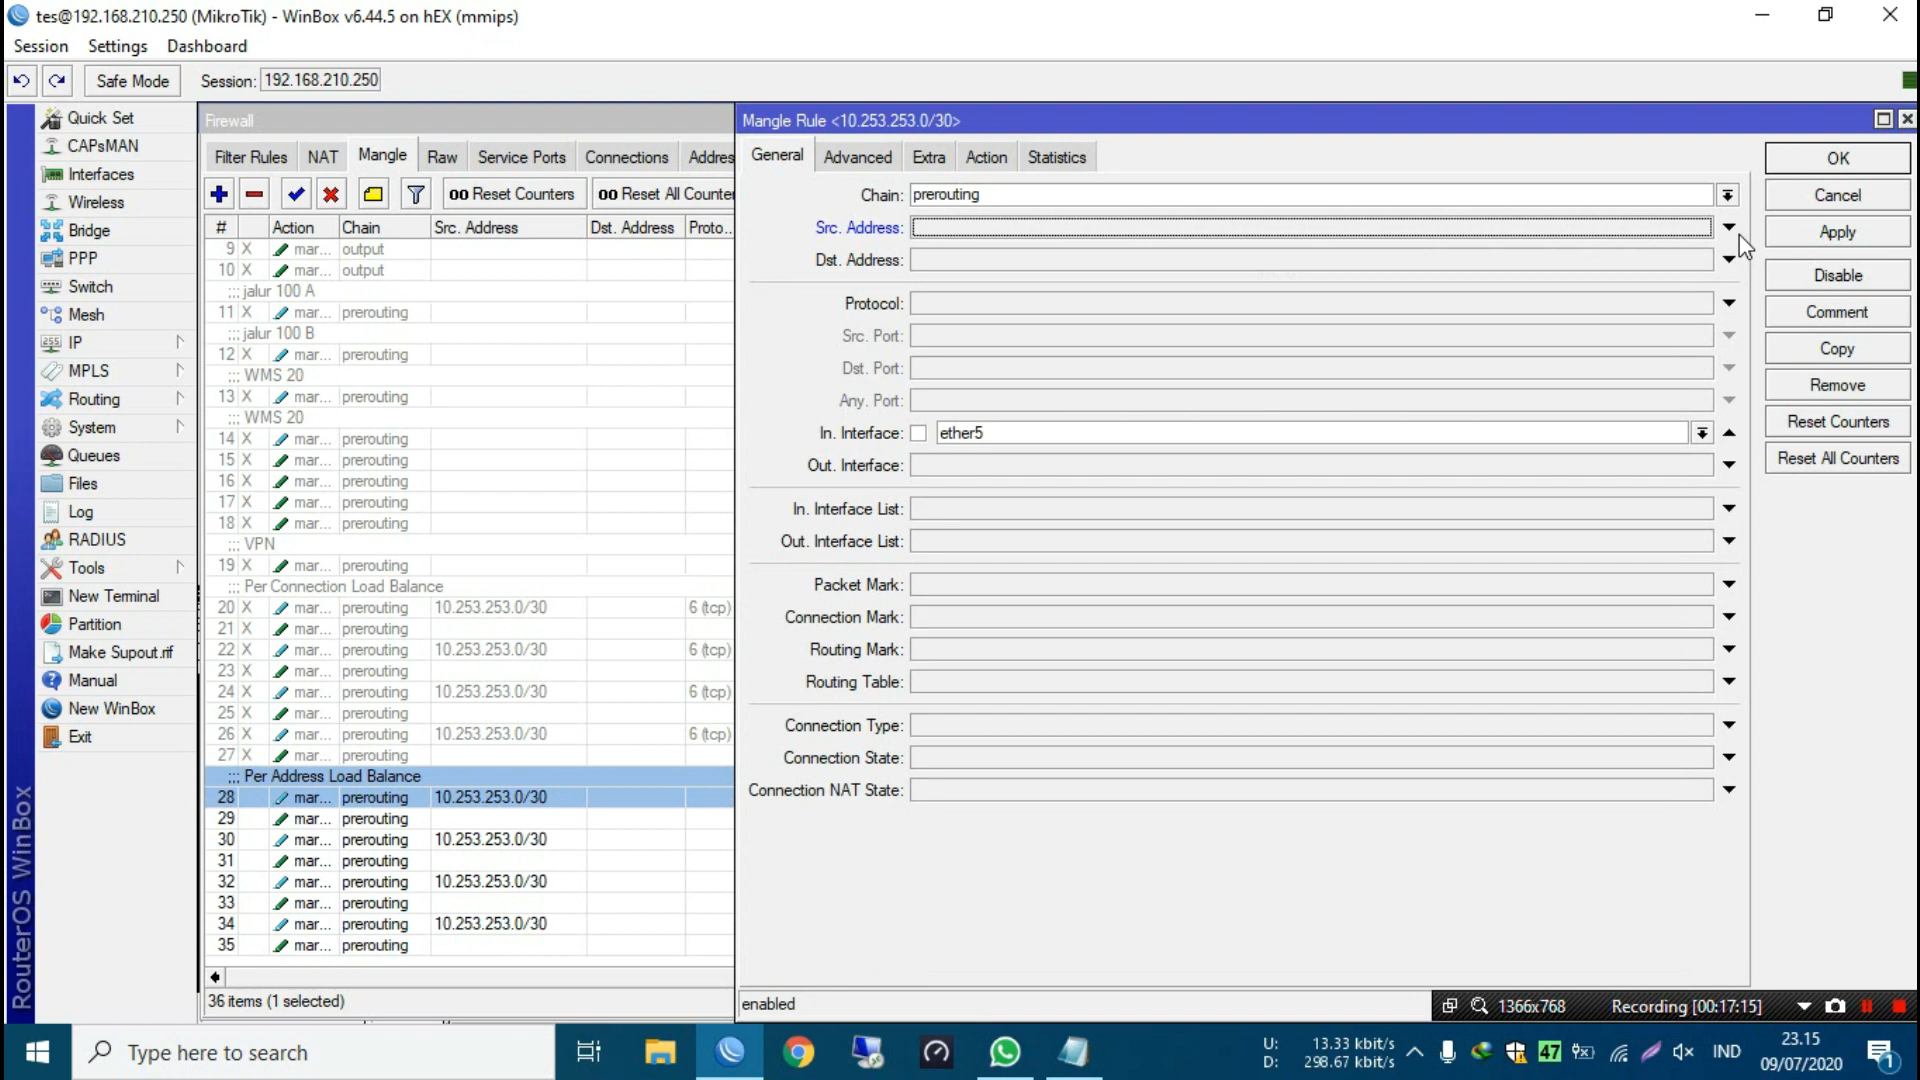 tes@192.168.210.250 (MikroTik) - WinBox v6.44.5 on hEX (mmips)
Session Settings Dashboard
Safe Mode Session: 192.168.210.250
Quick Set
CAPsMAN
Interfaces
Wireless
Bridge
PPP
Switch
Mesh
IP
MPLS
Routing
System
Queues
Files
Log
RADIUS
Tools
New Terminal
Partition
Make Supout.rif
Manual
New WinBox
Exit
RouterOS WinBox
Firewall
Filter Rules NAT Mangle Raw Service Ports Connections Addres
00 Reset Counters 00 Reset All Counter
# Action Chain Src. Address Dst. Address Proto...
9 X mar... output
10 X mar... output
::: jalur 100 A
11 X mar... prerouting
::: jalur 100 B
12 X mar... prerouting
::: WMS 20
13 X mar... prerouting
::: WMS 20
14 X mar... prerouting
15 X mar... prerouting
16 X mar... prerouting
17 X mar... prerouting
18 X mar... prerouting
::: VPN
19 X mar... prerouting
::: Per Connection Load Balance
20 X mar... prerouting 10.253.253.0/30 6 (tcp)
21 X mar... prerouting
22 X mar... prerouting 10.253.253.0/30 6 (tcp)
23 X mar... prerouting
24 X mar... prerouting 10.253.253.0/30 6 (tcp)
25 X mar... prerouting
26 X mar... prerouting 10.253.253.0/30 6 (tcp)
27 X mar... prerouting
::: Per Address Load Balance
28 mar... prerouting 10.253.253.0/30
29 mar... prerouting
30 mar... prerouting 10.253.253.0/30
31 mar... prerouting
32 mar... prerouting 10.253.253.0/30
33 mar... prerouting
34 mar... prerouting 10.253.253.0/30
35 mar... prerouting
36 items (1 selected)
Mangle Rule <10.253.253.0/30>
General Advanced Extra Action Statistics
Chain: prerouting
Src. Address:
Dst. Address:
Protocol:
Src. Port:
Dst. Port:
Any. Port:
In. Interface: ether5
Out. Interface:
In. Interface List:
Out. Interface List:
Packet Mark:
Connection Mark:
Routing Mark:
Routing Table:
Connection Type:
Connection State:
Connection NAT State:
enabled
OK
Cancel
Apply
Disable
Comment
Copy
Remove
Reset Counters
Reset All Counters
1366x768 Recording [00:17:15]
Type here to search
U: 13.33 kbit/s
D: 298.67 kbit/s
47
IND
23.15
09/07/2020
1